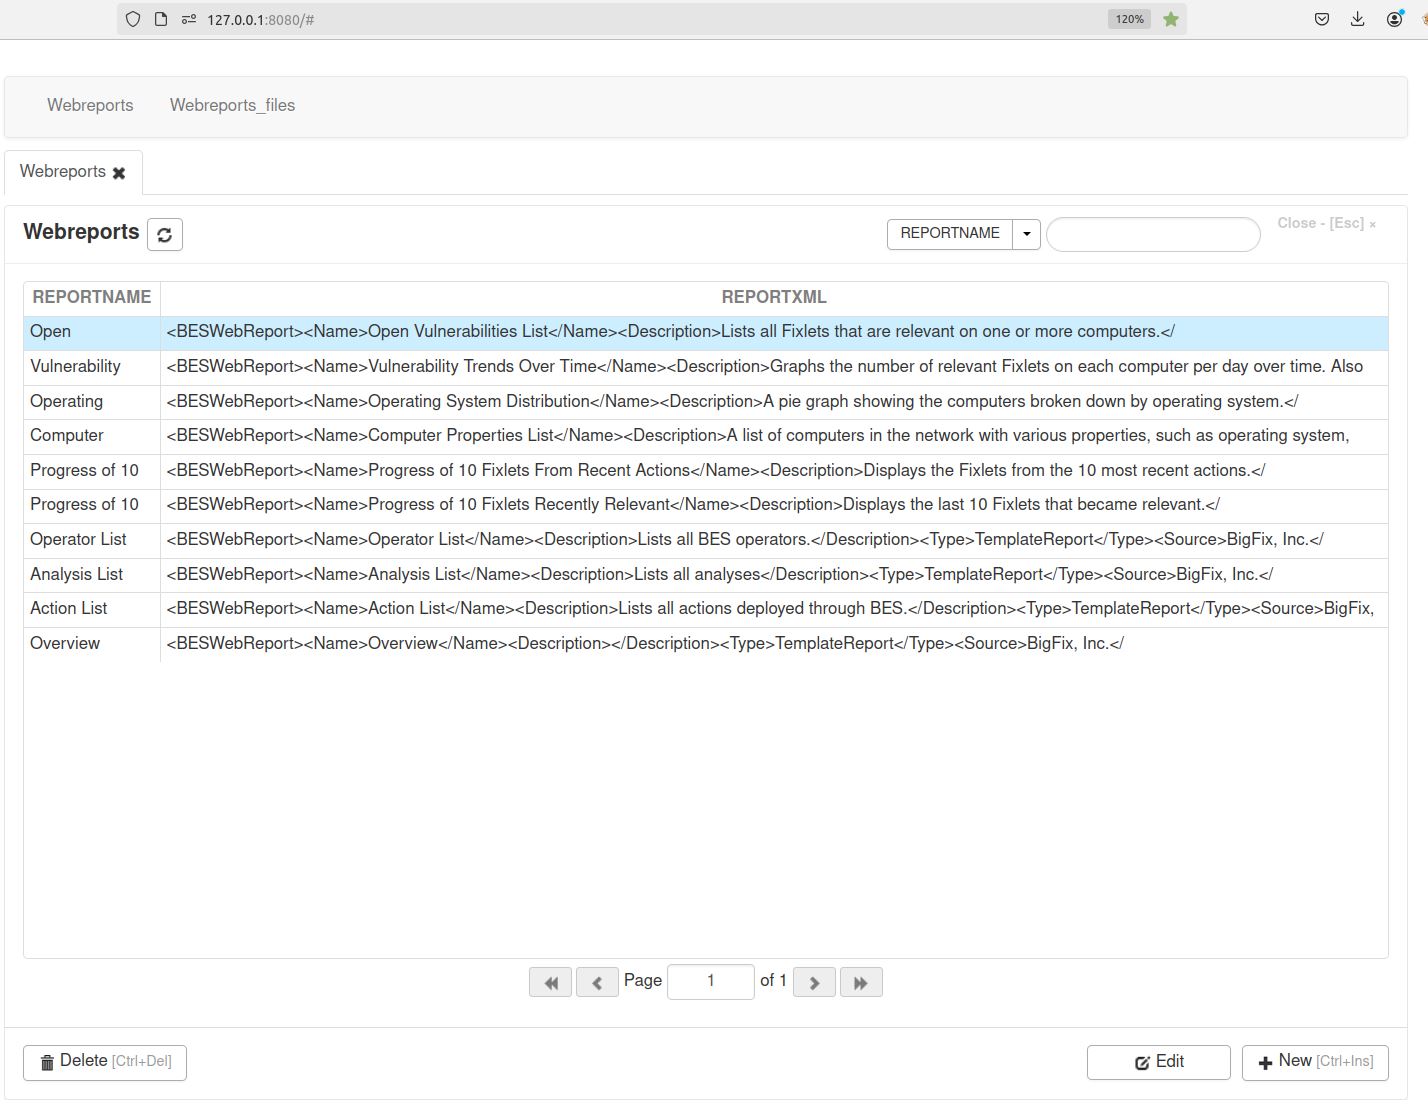 127.0.0.1:8080/#
120%
Webreports Webreports_files
Webreports
Webreports
REPORTNAME
Close - [Esc] ×
REPORTNAME REPORTXML
Open <BESWebReport><Name>Open Vulnerabilities List</Name><Description>Lists all Fixlets that are relevant on one or more computers.</
Vulnerability <BESWebReport><Name>Vulnerability Trends Over Time</Name><Description>Graphs the number of relevant Fixlets on each computer per day over time. Also
Operating <BESWebReport><Name>Operating System Distribution</Name><Description>A pie graph showing the computers broken down by operating system.</
Computer <BESWebReport><Name>Computer Properties List</Name><Description>A list of computers in the network with various properties, such as operating system,
Progress of 10 <BESWebReport><Name>Progress of 10 Fixlets From Recent Actions</Name><Description>Displays the Fixlets from the 10 most recent actions.</
Progress of 10 <BESWebReport><Name>Progress of 10 Fixlets Recently Relevant</Name><Description>Displays the last 10 Fixlets that became relevant.</
Operator List <BESWebReport><Name>Operator List</Name><Description>Lists all BES operators.</Description><Type>TemplateReport</Type><Source>BigFix, Inc.</
Analysis List <BESWebReport><Name>Analysis List</Name><Description>Lists all analyses</Description><Type>TemplateReport</Type><Source>BigFix, Inc.</
Action List <BESWebReport><Name>Action List</Name><Description>Lists all actions deployed through BES.</Description><Type>TemplateReport</Type><Source>BigFix,
Overview <BESWebReport><Name>Overview</Name><Description></Description><Type>TemplateReport</Type><Source>BigFix, Inc.</
Page 1 of 1
Delete [Ctrl+Del] Edit New [Ctrl+Ins]